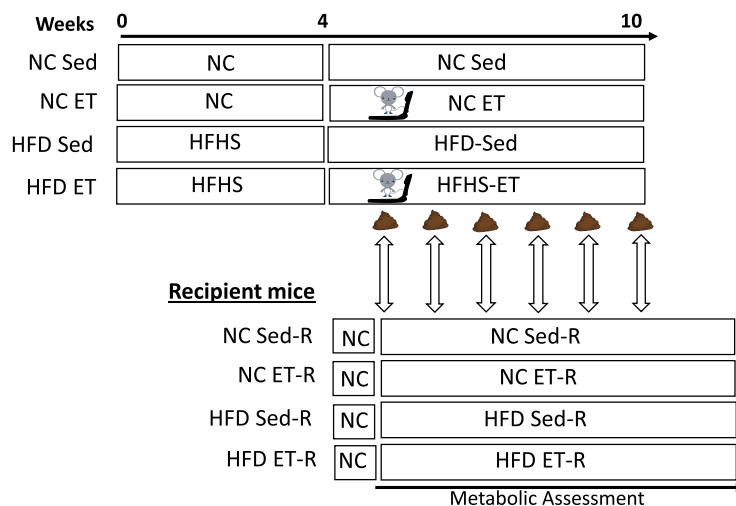 Weeks 0 4 10
NC Sed NC NC Sed
NC ET NC NC ET
HFD Sed HFHS HFD-Sed
HFD ET HFHS HFHS-ET
Recipient mice
NC Sed-R NC NC Sed-R
NC ET-R NC NC ET-R
HFD Sed-R NC HFD Sed-R
HFD ET-R NC HFD ET-R
Metabolic Assessment